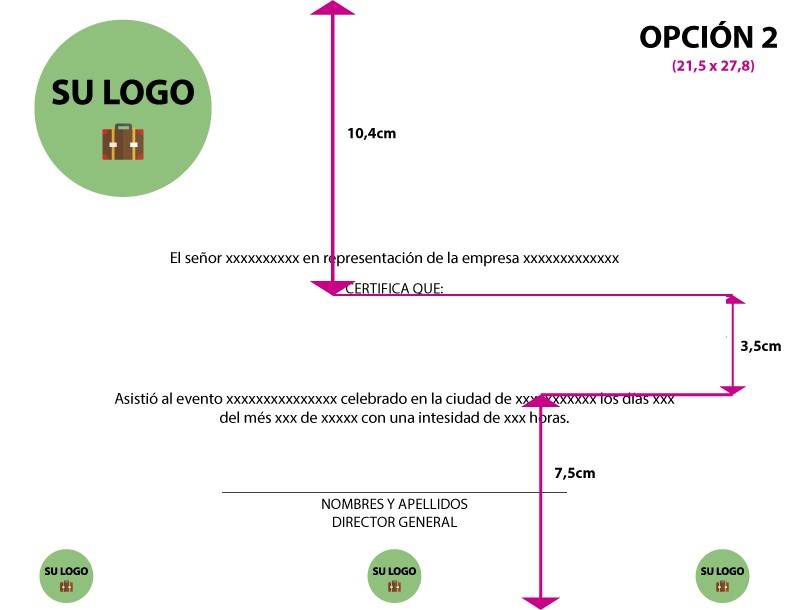 SU LOGO
OPCIÓN 2
(21,5 x 27,8)
10,4cm
El señor xxxxxxxxxx en representación de la empresa xxxxxxxxxxxxx
CERTIFICA QUE:
3,5cm
Asistió al evento xxxxxxxxxxxxxxx celebrado en la ciudad de xxxxxxxxxxx los días xxx
del més xxx de xxxxx con una intesidad de xxx horas.
7,5cm
NOMBRES Y APELLIDOS
DIRECTOR GENERAL
SU LOGO
SU LOGO
SU LOGO